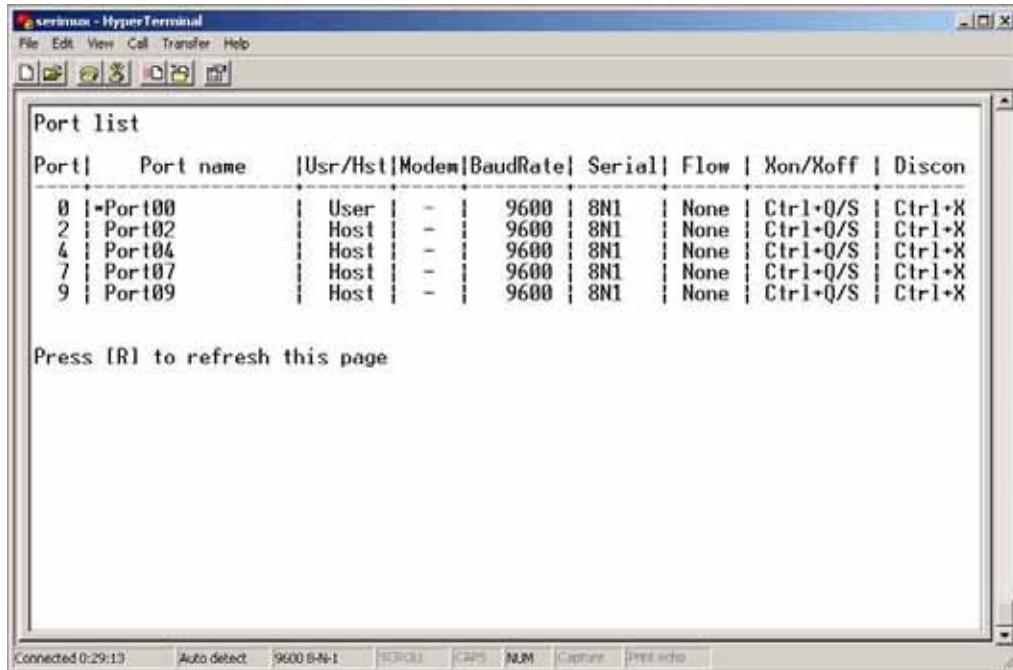 serimux - HyperTerminal
File Edit View Call Transfer Help
Port list
Port| Port name |Usr/Hst|Modem|BaudRate| Serial| Flow | Xon/Xoff | Discon
0 |=Port00 | User | - | 9600 | 8N1 | None | Ctrl+Q/S | Ctrl+X
2 | Port02 | Host | - | 9600 | 8N1 | None | Ctrl+Q/S | Ctrl+X
4 | Port04 | Host | - | 9600 | 8N1 | None | Ctrl+Q/S | Ctrl+X
7 | Port07 | Host | - | 9600 | 8N1 | None | Ctrl+Q/S | Ctrl+X
9 | Port09 | Host | - | 9600 | 8N1 | None | Ctrl+Q/S | Ctrl+X
Press [R] to refresh this page
Connected 0:29:13 Auto detect 9600 8-N-1 SCROLL CAPS NUM Capture Print echo